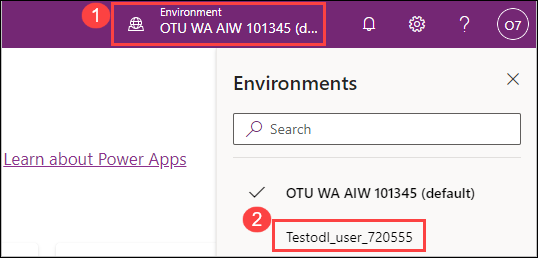 1
Environment
OTU WA AIW 101345 (d...
O7
Environments
Search
Learn about Power Apps
OTU WA AIW 101345 (default)
2
Testodl_user_720555